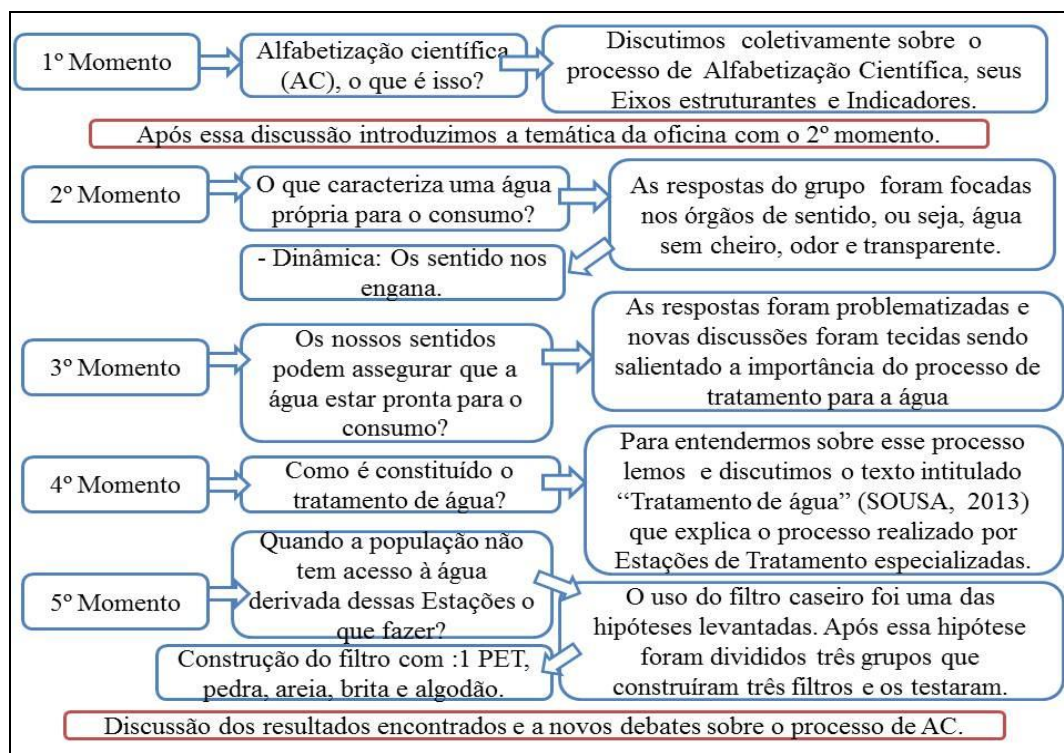 1º Momento
Alfabetização científica
(AC), o que é isso?
Discutimos coletivamente sobre o
processo de Alfabetização Científica, seus
Eixos estruturantes e Indicadores.
Após essa discussão introduzimos a temática da oficina com o 2º momento.
2º Momento
O que caracteriza uma água
própria para o consumo?
As respostas do grupo foram focadas
nos órgãos de sentido, ou seja, água
sem cheiro, odor e transparente.
- Dinâmica: Os sentido nos
engana.
3º Momento
Os nossos sentidos
podem assegurar que a
água estar pronta para o
consumo?
As respostas foram problematizadas e
novas discussões foram tecidas sendo
salientado a importância do processo de
tratamento para a água
4º Momento
Como é constituído o
tratamento de água?
Para entendermos sobre esse processo
lemos e discutimos o texto intitulado
“Tratamento de água” (SOUSA, 2013)
que explica o processo realizado por
Estações de Tratamento especializadas.
5º Momento
Quando a população não
tem acesso à água
derivada dessas Estações o
que fazer?
O uso do filtro caseiro foi uma das
hipóteses levantadas. Após essa hipótese
foram divididos três grupos que
construíram três filtros e os testaram.
Construção do filtro com :1 PET,
pedra, areia, brita e algodão.
Discussão dos resultados encontrados e a novos debates sobre o processo de AC.